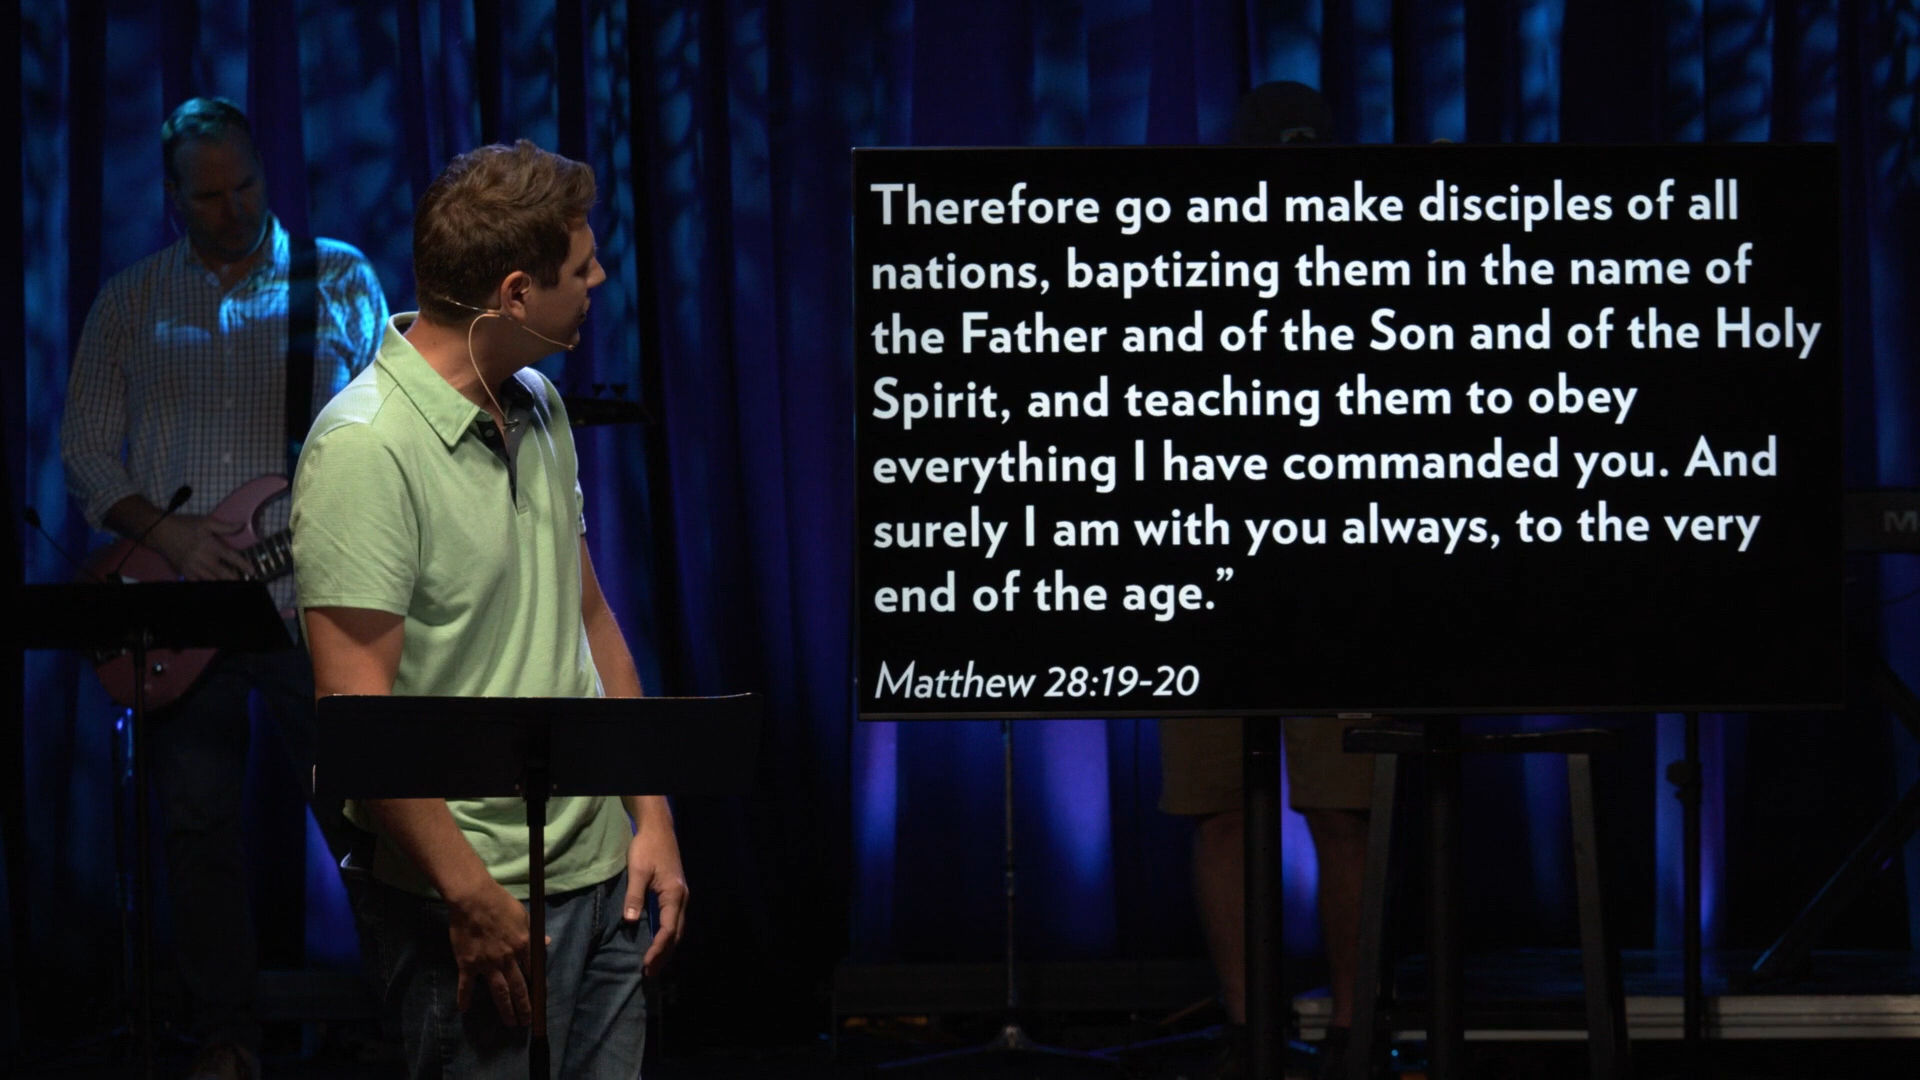 Therefore go and make disciples of all
nations, baptizing them in the name of
the Father and of the Son and of the Holy
Spirit, and teaching them to obey
everything I have commanded you. And
surely I am with you always, to the very
end of the age.”
Matthew 28:19-20